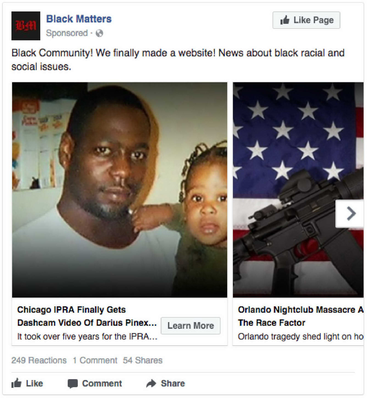 BM
Black Matters
Sponsored ·
Like Page
Black Community! We finally made a website! News about black racial and
social issues.
Chicago IPRA Finally Gets
Dashcam Video Of Darius Pinex...
It took over five years for the IPRA...
Learn More
Orlando Nightclub Massacre A
The Race Factor
Orlando tragedy shed light on ho
249 Reactions 1 Comment 54 Shares
Like Comment Share